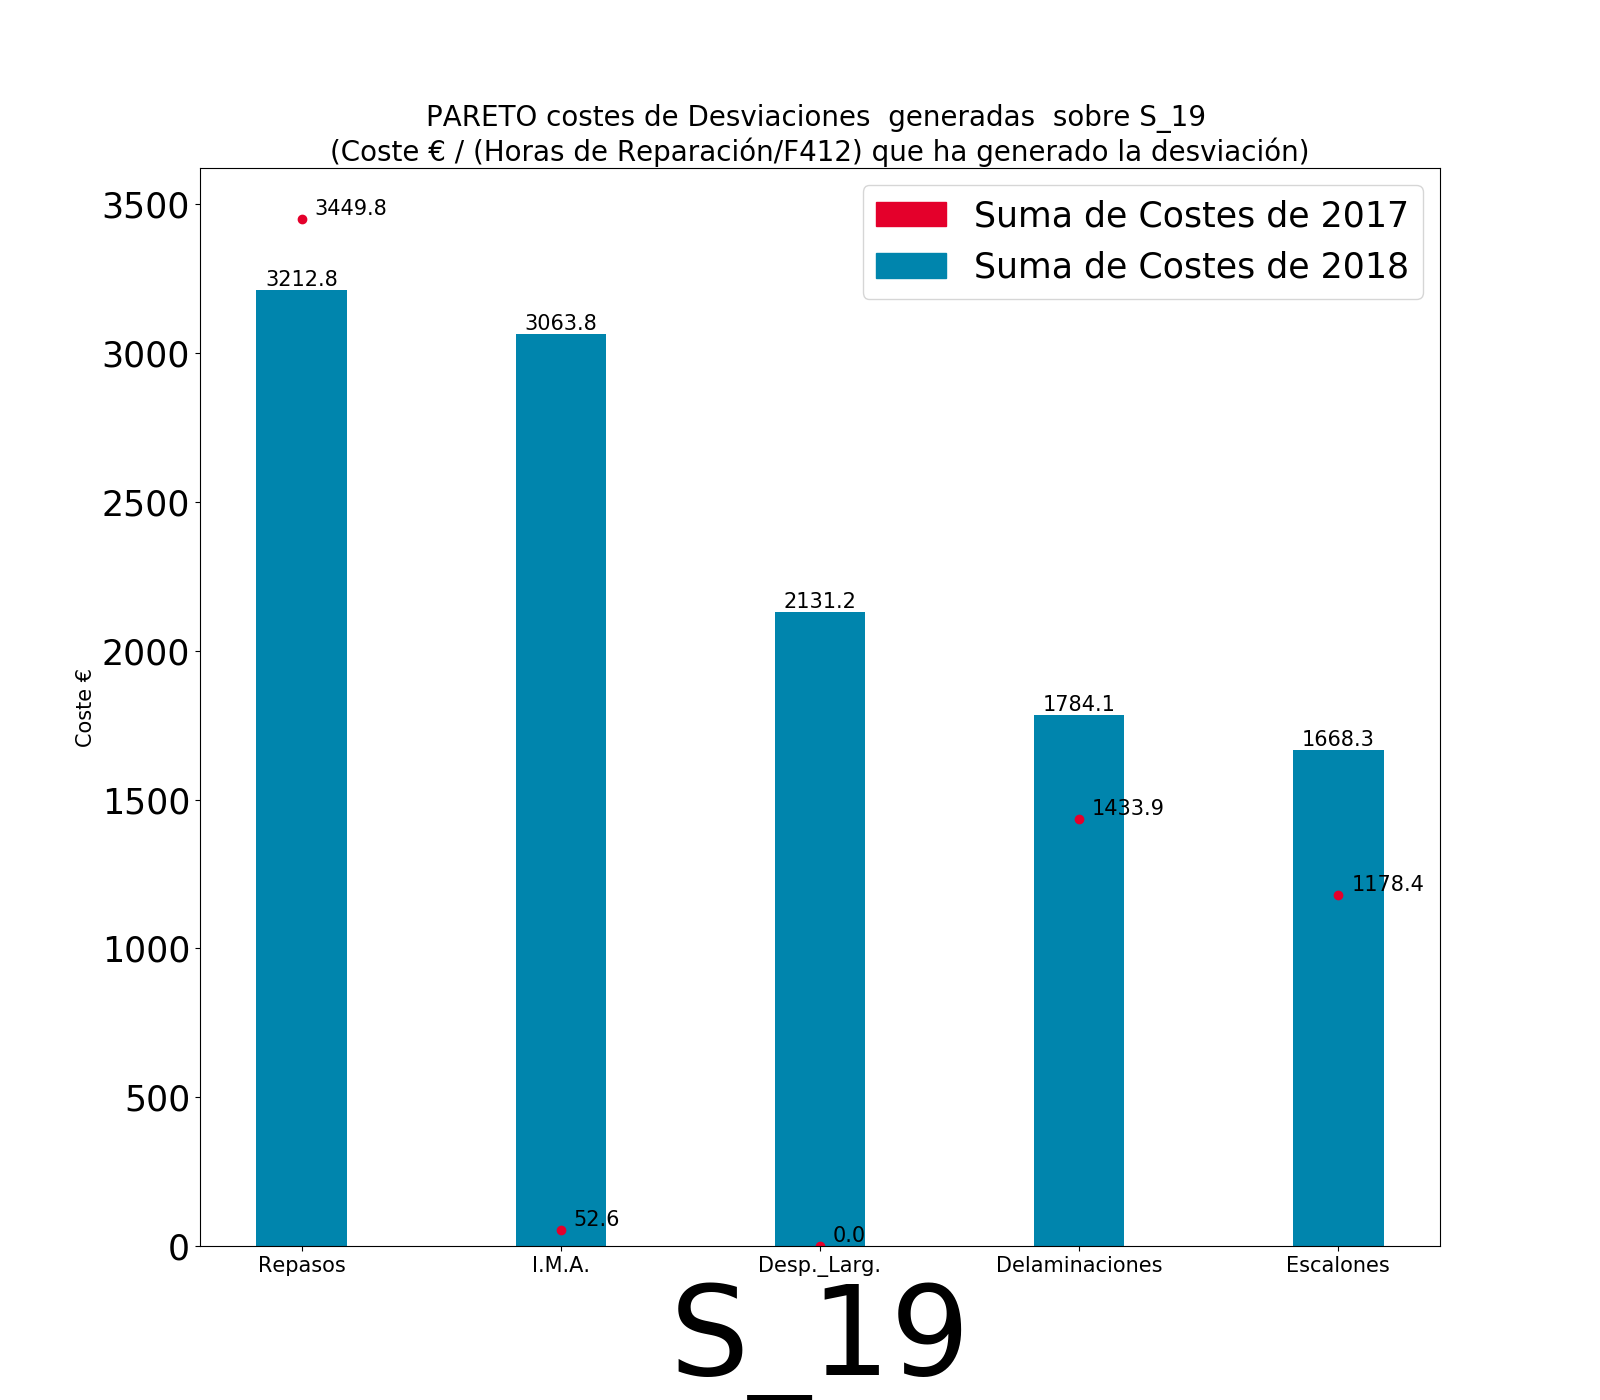 PARETO costes de Desviaciones  generadas  sobre S_19
(Coste € / (Horas de Reparación/F412) que ha generado la desviación)
Suma de Costes de 2017
Suma de Costes de 2018
Coste €
3500
3000
2500
2000
1500
1000
500
0
3449.8
3212.8
3063.8
52.6
2131.2
0.0
1784.1
1433.9
1668.3
1178.4
Repasos
I.M.A.
Desp._Larg.
Delaminaciones
Escalones
S_19